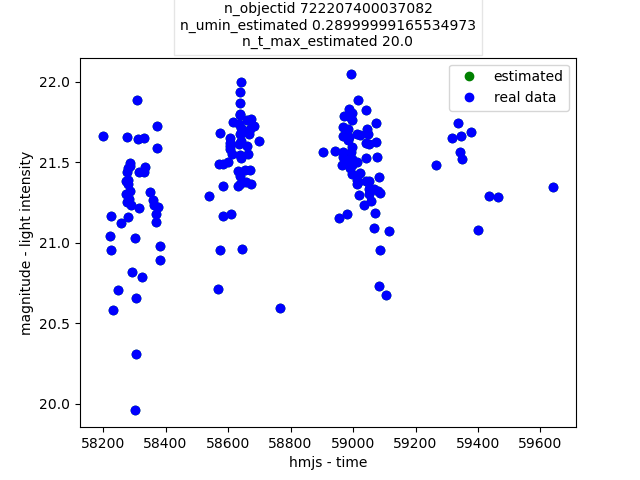 n_objectid 722207400037082
n_umin_estimated 0.28999999165534973
n_t_max_estimated 20.0
22.0
21.5
21.0
20.5
20.0
magnitude - light intensity
estimated
real data
58200 58400 58600 58800 59000 59200 59400 59600
hmjs - time